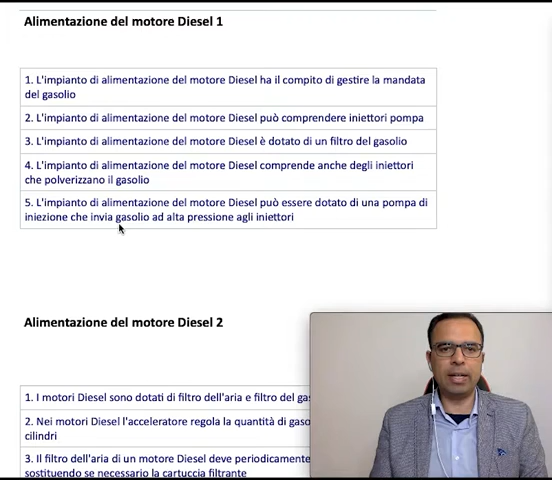 Alimentazione del motore Diesel 1
1. L'impianto di alimentazione del motore Diesel ha il compito di gestire la mandata
del gasolio
2. L'impianto di alimentazione del motore Diesel può comprendere iniettori pompa
3. L'impianto di alimentazione del motore Diesel è dotato di un filtro del gasolio
4. L'impianto di alimentazione del motore Diesel comprende anche degli iniettori
che polverizzano il gasolio
5. L'impianto di alimentazione del motore Diesel può essere dotato di una pompa di
iniezione che invia gasolio ad alta pressione agli iniettori
Alimentazione del motore Diesel 2
1. I motori Diesel sono dotati di filtro dell'aria e filtro del
2. Nei motori Diesel l'acceleratore regola la quantità di
cilindri
3. Il filtro dell'aria di un motore Diesel deve periodicamente
sostituendo se necessario la cartuccia filtrante